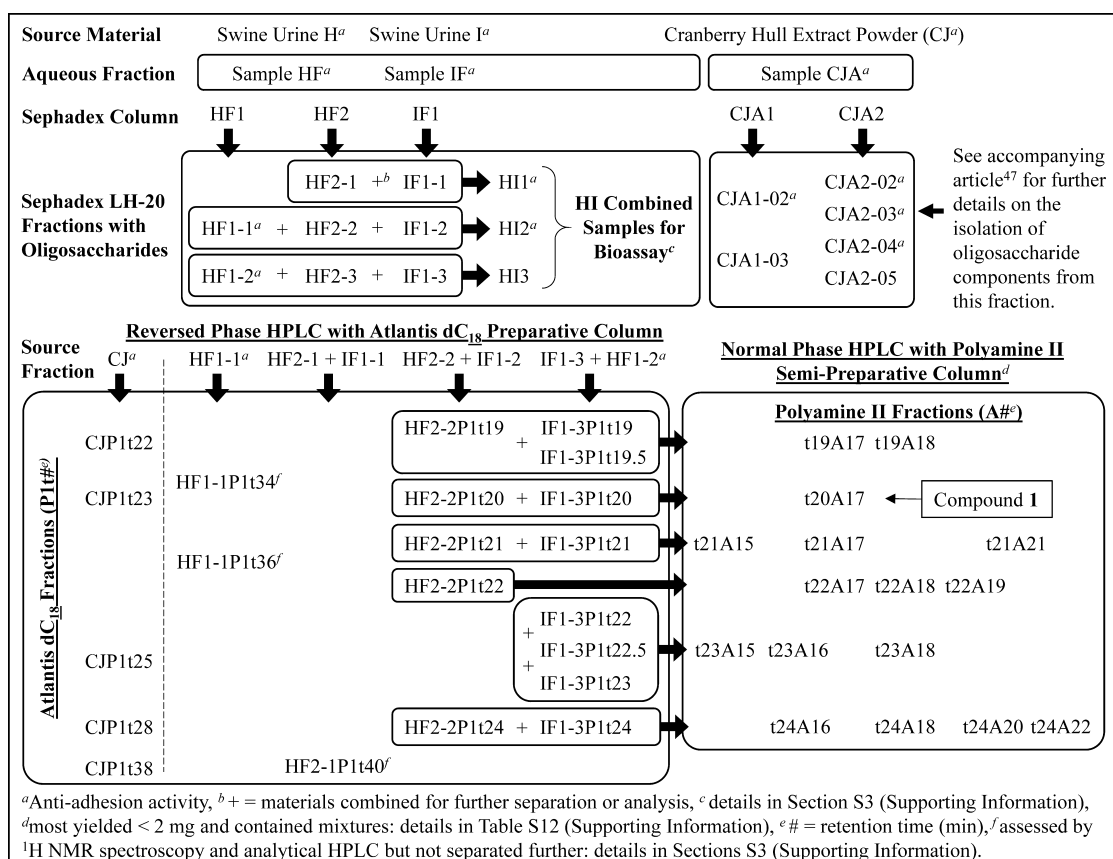 Source Material Swine Urine Hᵃ Swine Urine Iᵃ Cranberry Hull Extract Powder (CJᵃ)
Aqueous Fraction Sample HFᵃ Sample IFᵃ Sample CJAᵃ
Sephadex Column HF1 HF2 IF1 CJA1 CJA2
Sephadex LH-20
Fractions with
Oligosaccharides
HF2-1 +ᵇ IF1-1 HI1ᵃ
HF1-1ᵃ + HF2-2 + IF1-2 HI2ᵃ
HF1-2ᵃ + HF2-3 + IF1-3 HI3
HI Combined
Samples for
Bioassayᶜ
CJA1-02ᵃ
CJA1-03
CJA2-02ᵃ
CJA2-03ᵃ
CJA2-04ᵃ
CJA2-05
See accompanying
article⁴⁷ for further
details on the
isolation of
oligosaccharide
components from
this fraction.
Reversed Phase HPLC with Atlantis dC₁₈ Preparative Column
Source
Fraction
CJᵃ HF1-1ᵃ HF2-1 + IF1-1 HF2-2 + IF1-2 IF1-3 + HF1-2ᵃ
Normal Phase HPLC with Polyamine II
Semi-Preparative Columnᵈ
Atlantis dC₁₈ Fractions (P1t#ᵉ)
Polyamine II Fractions (A#ᵉ)
CJP1t22 HF2-2P1t19 + IF1-3P1t19 t19A17 t19A18
IF1-3P1t19.5
HF1-1P1t34ᶠ
CJP1t23 HF2-2P1t20 + IF1-3P1t20 t20A17 Compound 1
HF2-2P1t21 + IF1-3P1t21 t21A15 t21A17 t21A21
HF1-1P1t36ᶠ
HF2-2P1t22 t22A17 t22A18 t22A19
IF1-3P1t22
+
CJP1t25 IF1-3P1t22.5 t23A15 t23A16 t23A18
+
IF1-3P1t23
CJP1t28 HF2-2P1t24 + IF1-3P1t24 t24A16 t24A18 t24A20 t24A22
CJP1t38 HF2-1P1t40ᶠ
ᵃAnti-adhesion activity, ᵇ + = materials combined for further separation or analysis, ᶜ details in Section S3 (Supporting Information),
ᵈmost yielded < 2 mg and contained mixtures: details in Table S12 (Supporting Information), ᵉ # = retention time (min), ᶠ assessed by
¹H NMR spectroscopy and analytical HPLC but not separated further: details in Sections S3 (Supporting Information).